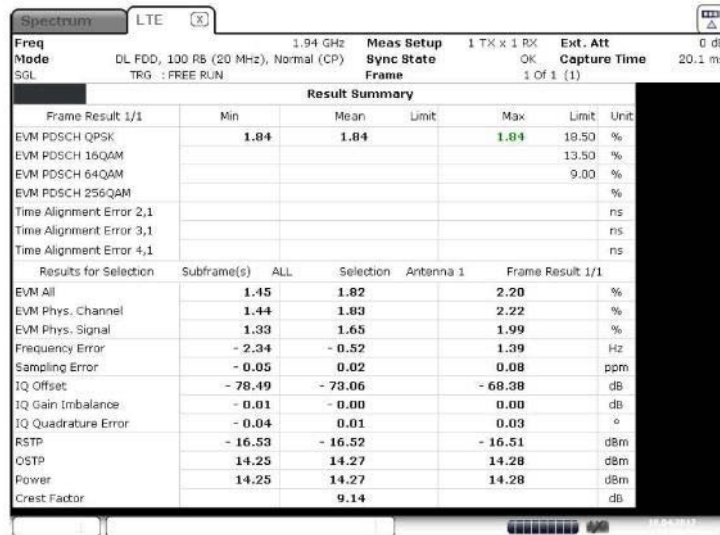 Spectrum LTE X
Freq 1.94 GHz Meas Setup 1 TX x 1 RX Ext. Att 0 d
Mode DL FDD, 100 RB (20 MHz), Normal (CP) Sync State OK Capture Time 20.1 m
SGL TRG : FREE RUN Frame 1 Of 1 (1)
Result Summary
Frame Result 1/1 Min Mean Limit Max Limit Unit
EVM PDSCH QPSK 1.84 1.84 1.84 18.50 %
EVM PDSCH 16QAM 13.50 %
EVM PDSCH 64QAM 9.00 %
EVM PDSCH 256QAM %
Time Alignment Error 2,1 ns
Time Alignment Error 3,1 ns
Time Alignment Error 4,1 ns
Results for Selection Subframe(s) ALL Selection Antenna 1 Frame Result 1/1
EVM All 1.45 1.82 2.20 %
EVM Phys. Channel 1.44 1.83 2.22 %
EVM Phys. Signal 1.33 1.65 1.99 %
Frequency Error - 2.34 - 0.52 1.39 Hz
Sampling Error - 0.05 0.02 0.08 ppm
IQ Offset - 78.49 - 73.06 - 68.38 dB
IQ Gain Imbalance - 0.01 - 0.00 0.00 dB
IQ Quadrature Error - 0.04 0.01 0.03 °
RSTP - 16.53 - 16.52 - 16.51 dBm
OSTP 14.25 14.27 14.28 dBm
Power 14.25 14.27 14.28 dBm
Crest Factor 9.14 dB